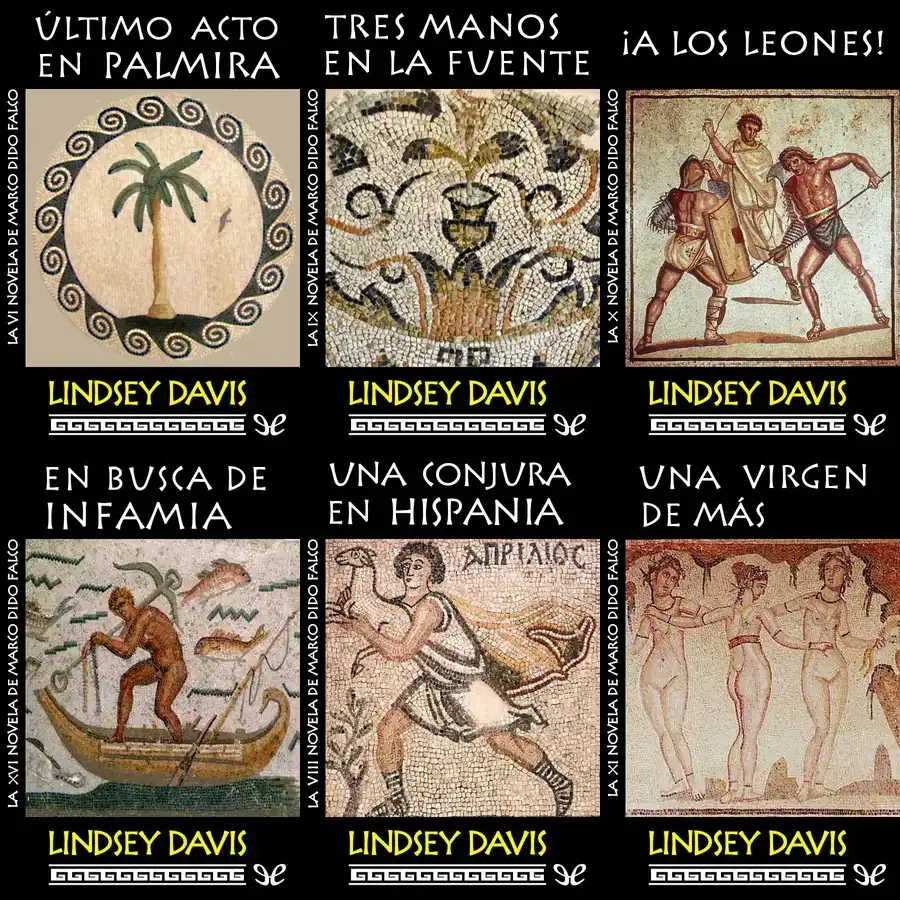 ÚLTIMO ACTO
EN PALMIRA
LA VI NOVELA DE MARCO DIDO FALCO
LINDSEY DAVIS
TRES MANOS
EN LA FUENTE
LA IX NOVELA DE MARCO DIDO FALCO
LINDSEY DAVIS
¡A LOS LEONES!
LA X NOVELA DE MARCO DIDO FALCO
LINDSEY DAVIS
EN BUSCA DE
INFAMIA
LA XVI NOVELA DE MARCO DIDO FALCO
LINDSEY DAVIS
UNA CONJURA
EN HISPANIA
LA VIII NOVELA DE MARCO DIDO FALCO
ΑΠΡΙΛΙΟC
LINDSEY DAVIS
UNA VIRGEN
DE MÁS
LA XI NOVELA DE MARCO DIDO FALCO
LINDSEY DAVIS